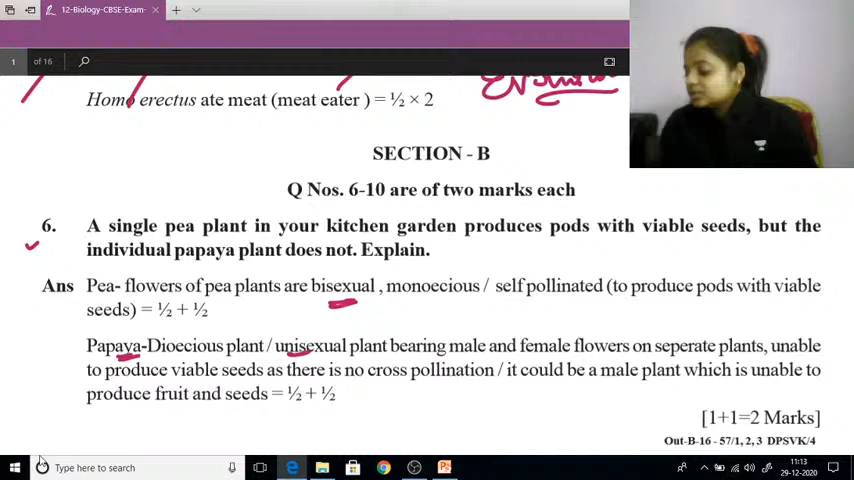 12-Biology-CBSE-Exam-
1 of 16
Homo erectus ate meat (meat eater ) = ½ × 2
SECTION - B
Q Nos. 6-10 are of two marks each
6. A single pea plant in your kitchen garden produces pods with viable seeds, but the
individual papaya plant does not. Explain.
Ans Pea- flowers of pea plants are bisexual , monoecious / self pollinated (to produce pods with viable
seeds) = ½ + ½
Papaya-Dioecious plant / unisexual plant bearing male and female flowers on seperate plants, unable
to produce viable seeds as there is no cross pollination / it could be a male plant which is unable to
produce fruit and seeds = ½ + ½
[1+1=2 Marks]
Out-B-16 - 57/1, 2, 3 DPSVK/4
Type here to search
11:13
29-12-2020